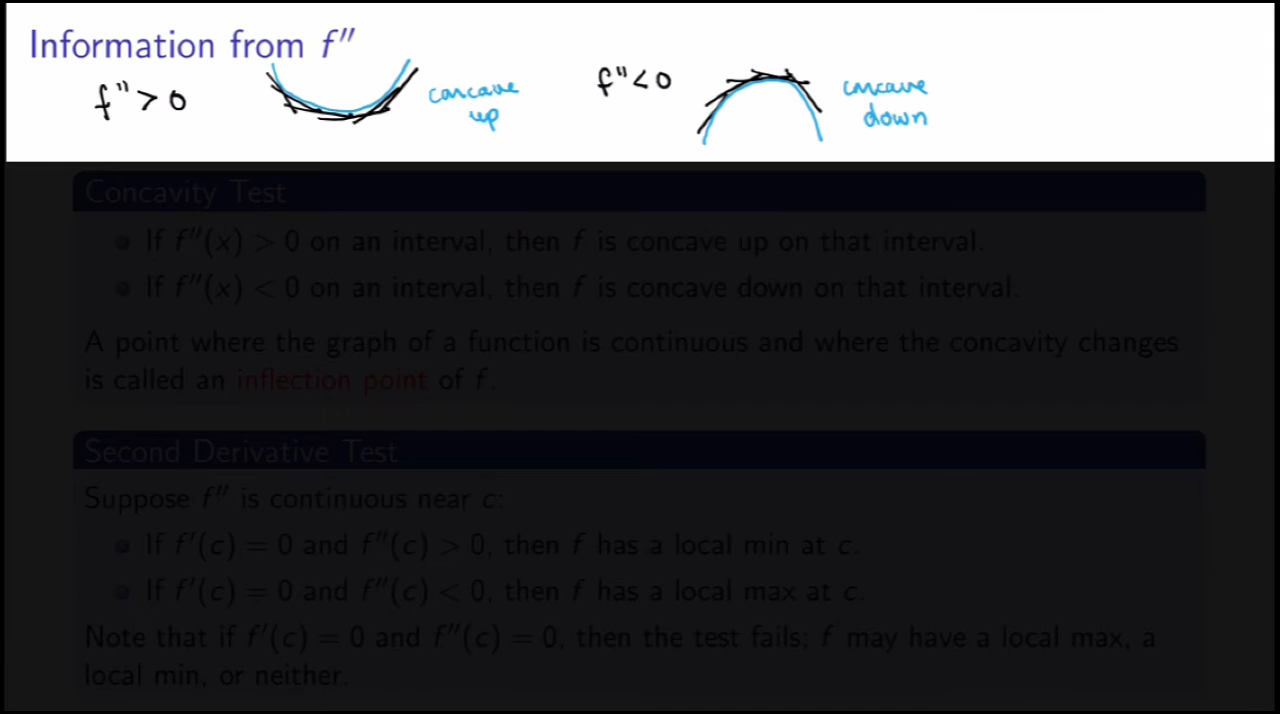 Information from f″
f″ > 0
concave
up
f″ < 0
concave
down
Concavity Test
If f″(x) > 0 on an interval, then f is concave up on that interval.
If f″(x) < 0 on an interval, then f is concave down on that interval.
A point where the graph of a function is continuous and where the concavity changes
is called an inflection point of f.
Second Derivative Test
Suppose f″ is continuous near c:
If f′(c) = 0 and f″(c) > 0, then f has a local min at c.
If f′(c) = 0 and f″(c) < 0, then f has a local max at c.
Note that if f′(c) = 0 and f″(c) = 0, then the test fails; f may have a local max, a
local min, or neither.